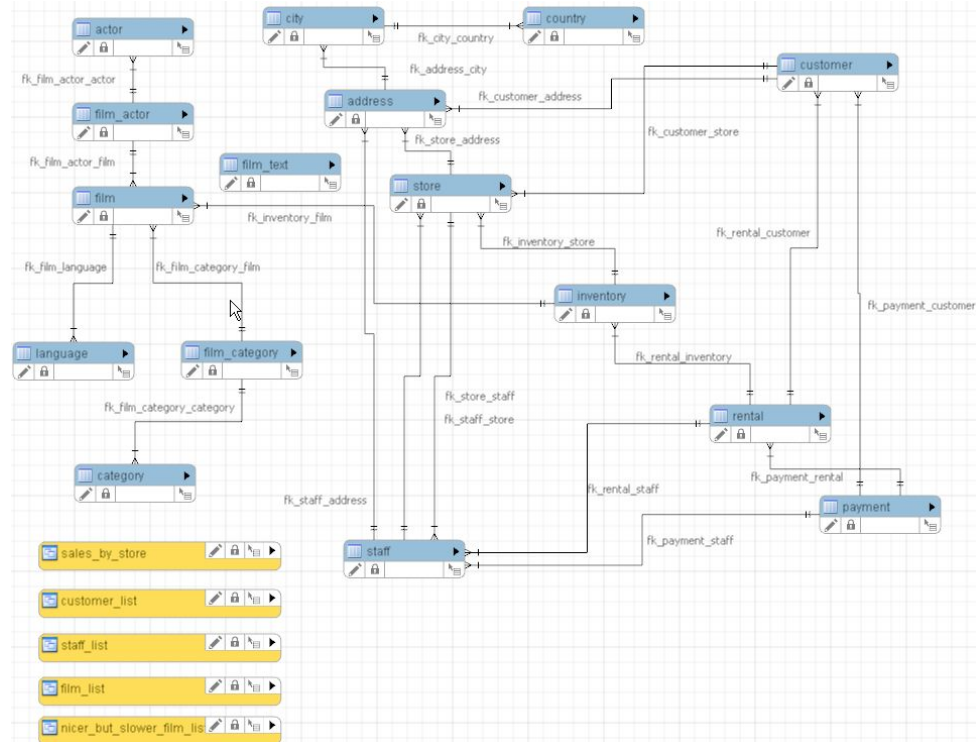 actor
city
country
fk_city_country
fk_film_actor_actor
fk_address_city
customer
film_actor
address
fk_customer_address
fk_customer_store
fk_store_address
fk_film_actor_film
film_text
film
store
fk_inventory_film
fk_rental_customer
fk_inventory_store
fk_film_language
fk_film_category_film
inventory
fk_payment_customer
language
film_category
fk_rental_inventory
fk_store_staff
fk_film_category_category
rental
fk_staff_store
category
fk_payment_rental
fk_staff_address
fk_rental_staff
payment
fk_payment_staff
staff
sales_by_store
customer_list
staff_list
film_list
nicer_but_slower_film_lis